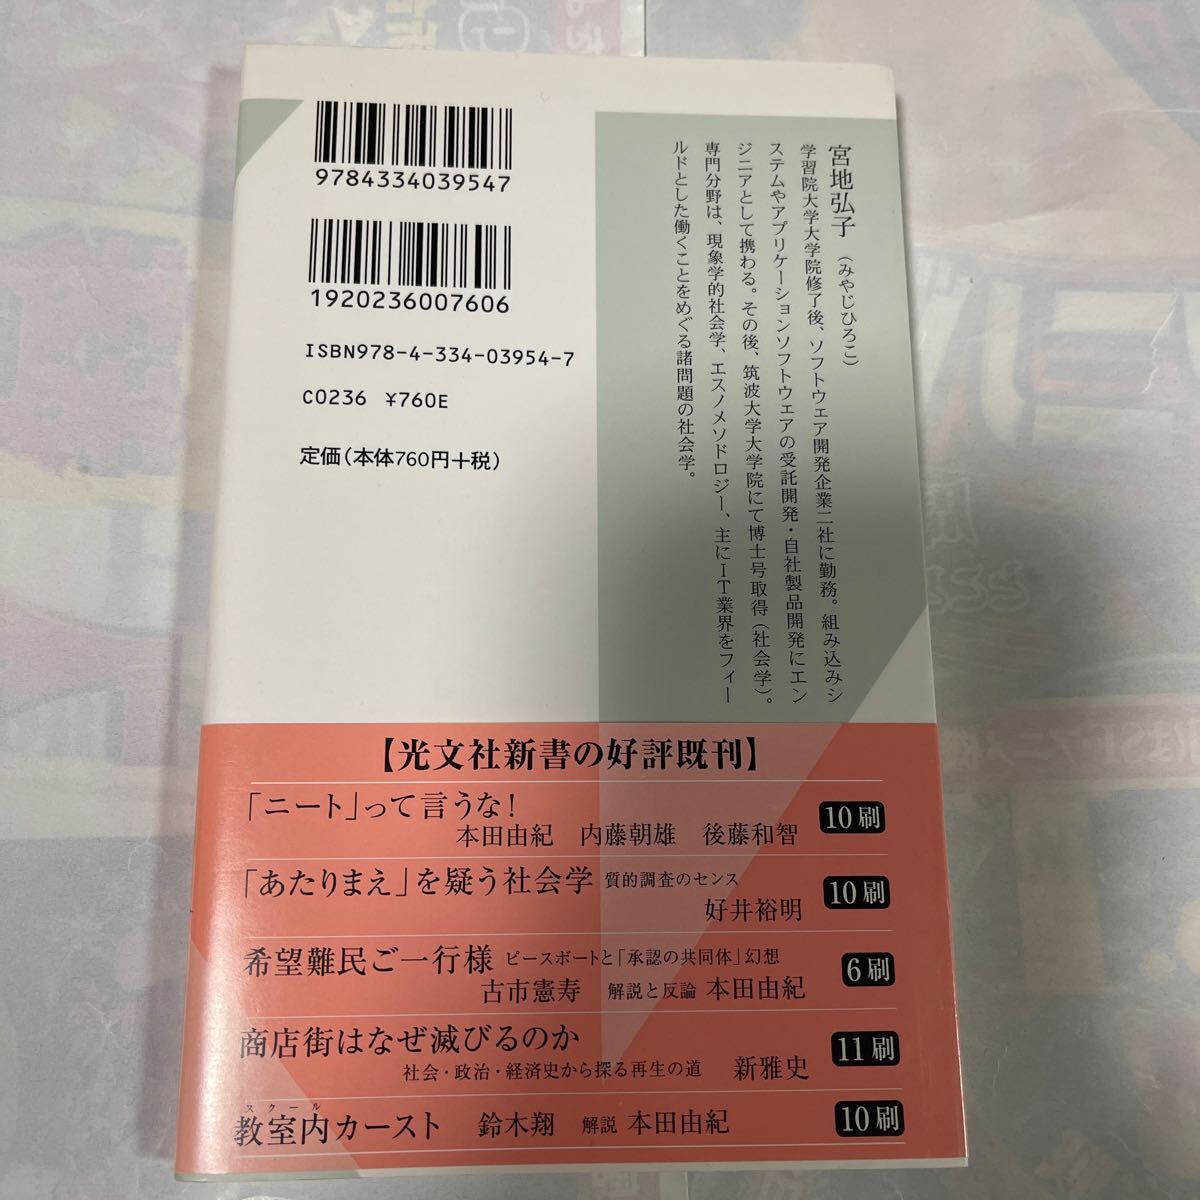 9784334039547
1920236007606
ISBN978-4-334-03954-7
C0236 ¥760E
定価(本体760円+税)
宮地弘子（みやじひろこ）
学習院大学大学院修了後、ソフトウェア開発企業二社に勤務。組み込みシ
ステムやアプリケーションソフトウェアの受託開発・自社製品開発にエン
ジニアとして携わる。その後、筑波大学大学院にて博士号取得（社会学）。
専門分野は、現象学的社会学、エスノメソドロジー、主にIT業界をフィー
ルドとした働くことをめぐる諸問題の社会学。
【光文社新書の好評既刊】
「ニート」って言うな！
本田由紀 内藤朝雄 後藤和智 10刷
「あたりまえ」を疑う社会学 質的調査のセンス
好井裕明 10刷
希望難民ご一行様 ピースボートと「承認の共同体」幻想
古市憲寿 解説と反論 本田由紀 6刷
商店街はなぜ滅びるのか
社会・政治・経済史から探る再生の道 新雅史 11刷
スクール
教室内カースト 鈴木翔 解説 本田由紀 10刷